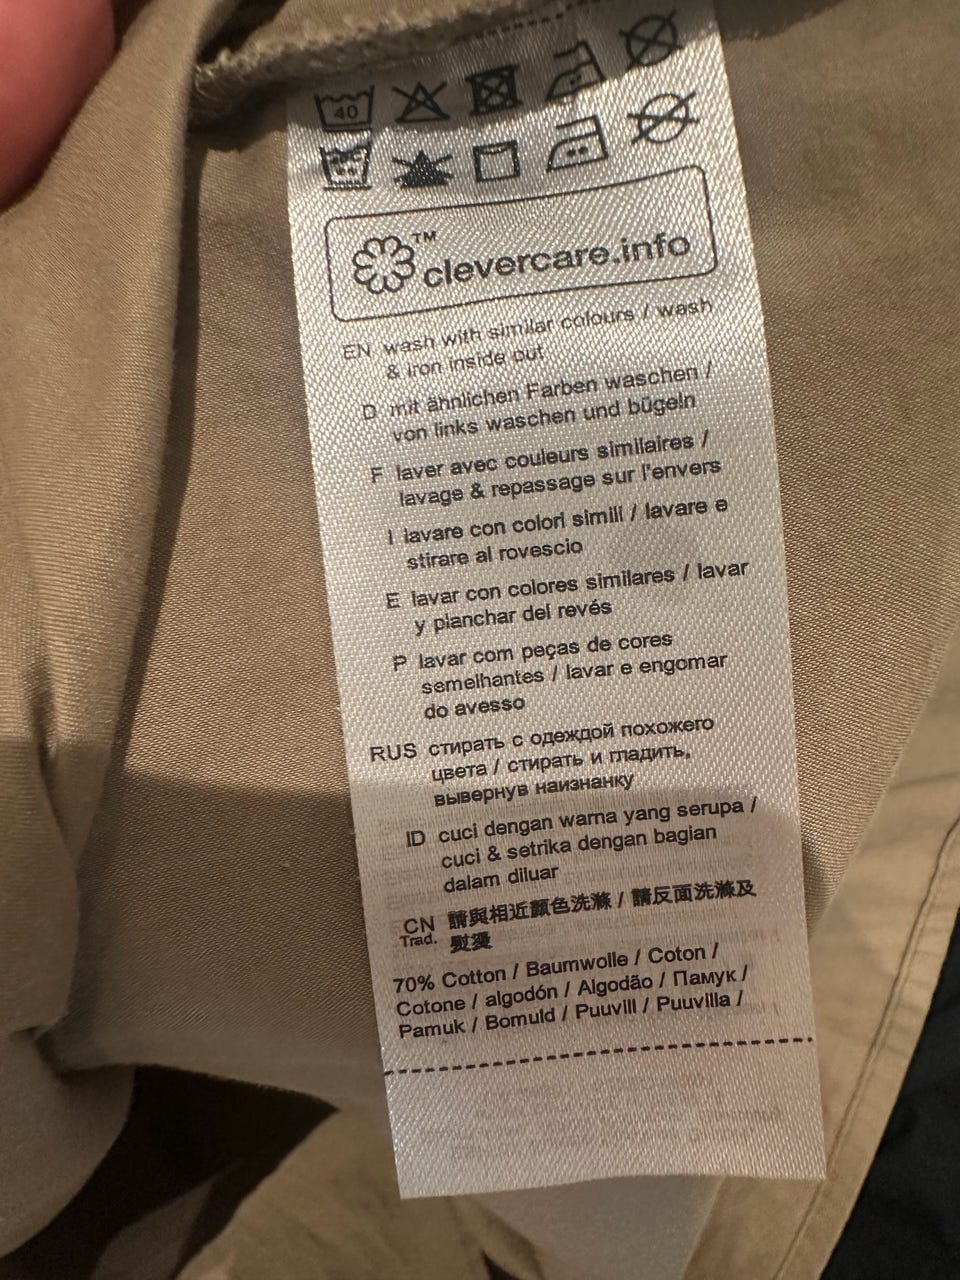 40
™
clevercare.info
EN wash with similar colours / wash
& iron inside out
D mit ähnlichen Farben waschen /
von links waschen und bügeln
F laver avec couleurs similaires /
lavage & repassage sur l'envers
I lavare con colori simili / lavare e
stirare al rovescio
E lavar con colores similares / lavar
y planchar del revés
P lavar com peças de cores
semelhantes / lavar e engomar
do avesso
RUS стирать с одеждой похожего
цвета / стирать и гладить,
вывернув наизнанку
ID cuci dengan warna yang serupa /
cuci & setrika dengan bagian
dalam diluar
CN Trad. 請與相近顏色洗滌 / 請反面洗滌及
熨燙
70% Cotton / Baumwolle / Coton /
Cotone / algodón / Algodão / Памук /
Pamuk / Bomuld / Puuvill / Puuvilla /